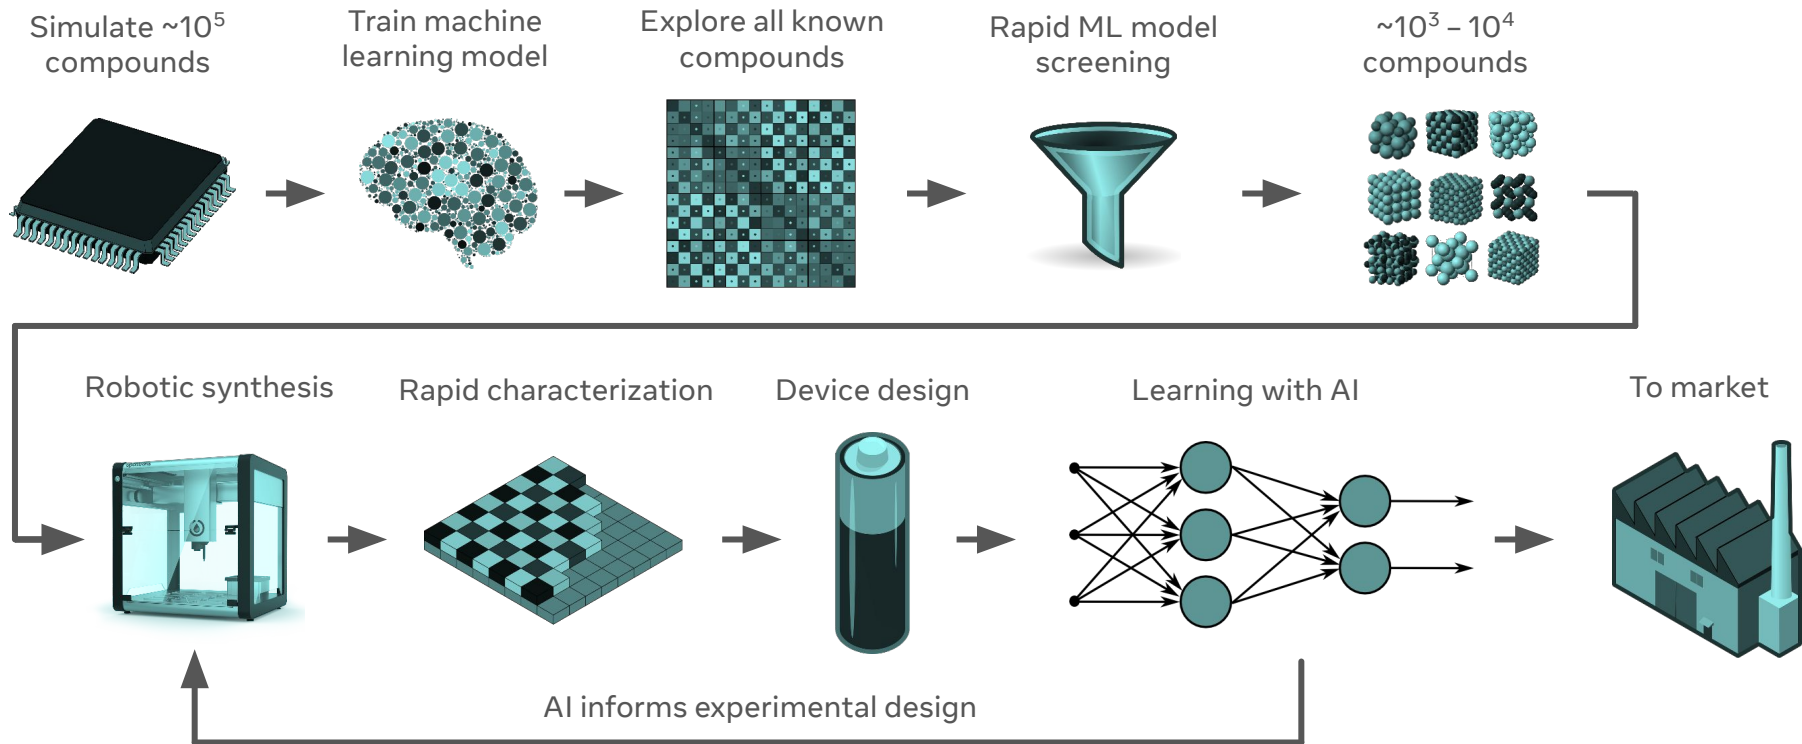 Simulate ~10⁵
compounds
Train machine
learning model
Explore all known
compounds
Rapid ML model
screening
~10³ – 10⁴
compounds
Robotic synthesis
Rapid characterization
Device design
Learning with AI
To market
AI informs experimental design